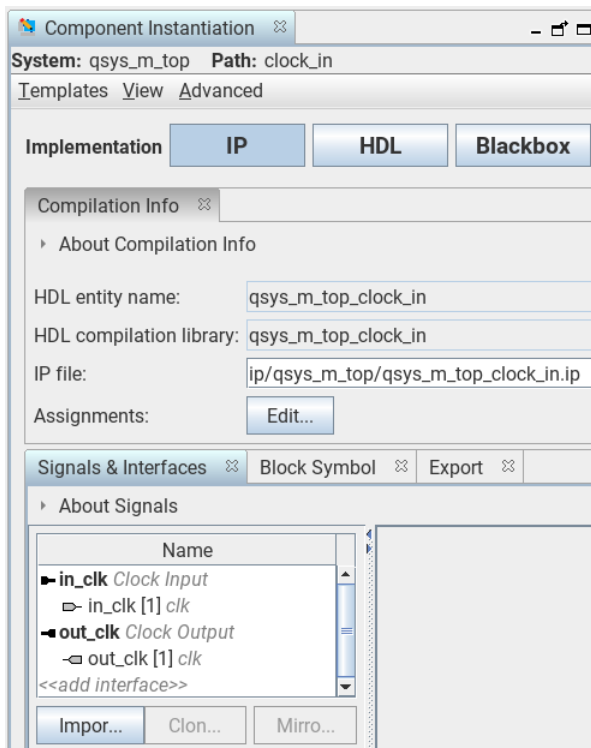 Component Instantiation
System: qsys_m_top Path: clock_in
Templates View Advanced
Implementation IP HDL Blackbox
Compilation Info
About Compilation Info
HDL entity name: qsys_m_top_clock_in
HDL compilation library: qsys_m_top_clock_in
IP file: ip/qsys_m_top/qsys_m_top_clock_in.ip
Assignments: Edit...
Signals & Interfaces Block Symbol Export
About Signals
Name
in_clk Clock Input
in_clk [1] clk
out_clk Clock Output
out_clk [1] clk
<<add interface>>
Impor... Clon... Mirro...